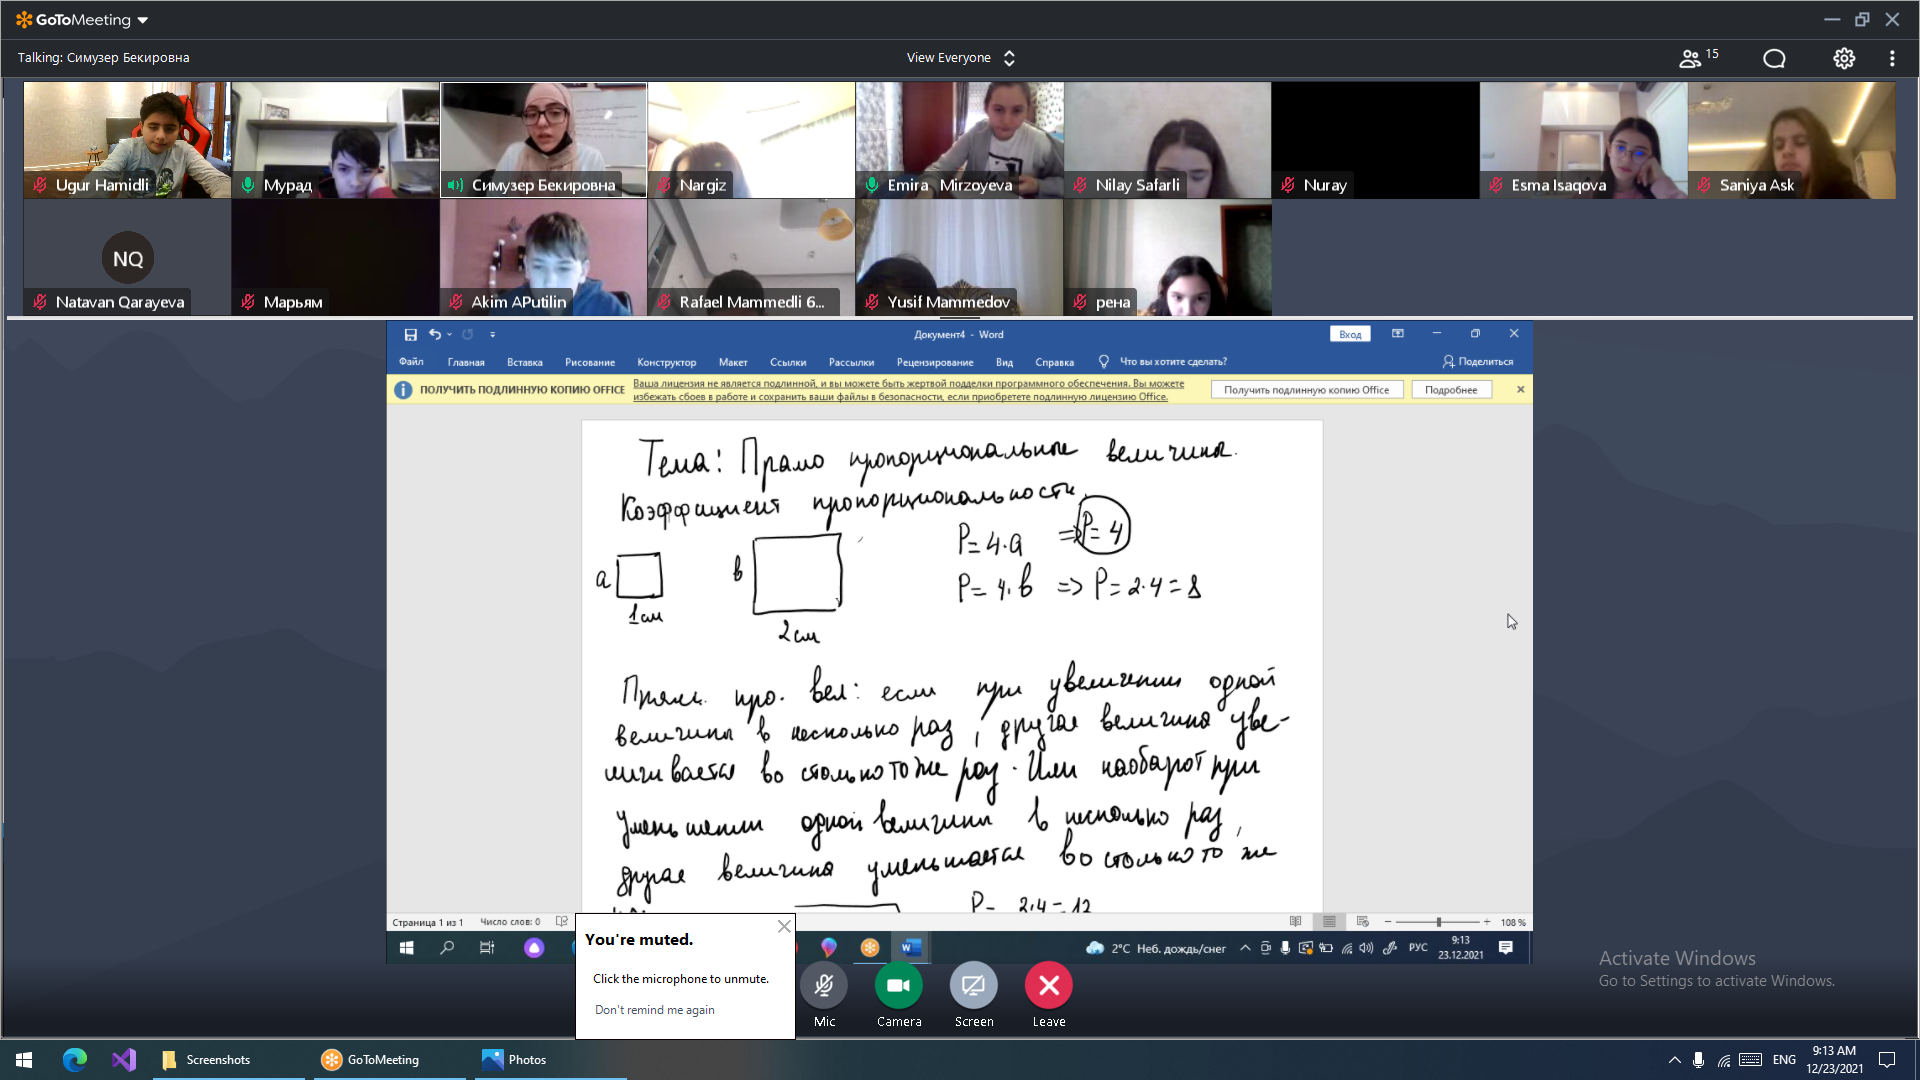 GoToMeeting
Talking: Симузер Бекировна
View Everyone
15
Ugur Hamidli
Мурад
Симузер Бекировна
Nargiz
Emira Mirzoyeva
Nilay Safarli
Nuray
Esma Isaqova
Saniya Ask
NQ
Natavan Qarayeva
Марьям
Akim APutilin
Rafael Mammedli 6...
Yusif Mammedov
рена
Документ4 - Word
Вход
Файл Главная Вставка Рисование Конструктор Макет Ссылки Рассылки Рецензирование Вид Справка Что вы хотите сделать? Поделиться
ПОЛУЧИТЬ ПОДЛИННУЮ КОПИЮ OFFICE
Ваша лицензия не является подлинной, и вы можете быть жертвой подделки программного обеспечения. Вы можете
избежать сбоев в работе и сохранить ваши файлы в безопасности, если приобретете подлинную лицензию Office.
Получить подлинную копию Office
Подробнее
Тема: Прамо пропорциональные величина.
Коэффициент пропорциональности.
P=4·a => P=4
a
1см
в
2см
P=4·в => P=2·4=8
Прям. про. вел: если при увеличении одной
величины в несколько раз, другая величина уве-
личивается во столько то же раз. Или наоборот при
уменьшении одной величины в несколько раз,
другая величина уменьшается во столько то же
P= 3·4=12
Страница 1 из 1
Число слов: 0
108 %
2°C Неб. дождь/снег
РУС
9:13
23.12.2021
You're muted.
Click the microphone to unmute.
Don't remind me again
Mic
Camera
Screen
Leave
Activate Windows
Go to Settings to activate Windows.
Screenshots
GoToMeeting
Photos
ENG
9:13 AM
12/23/2021